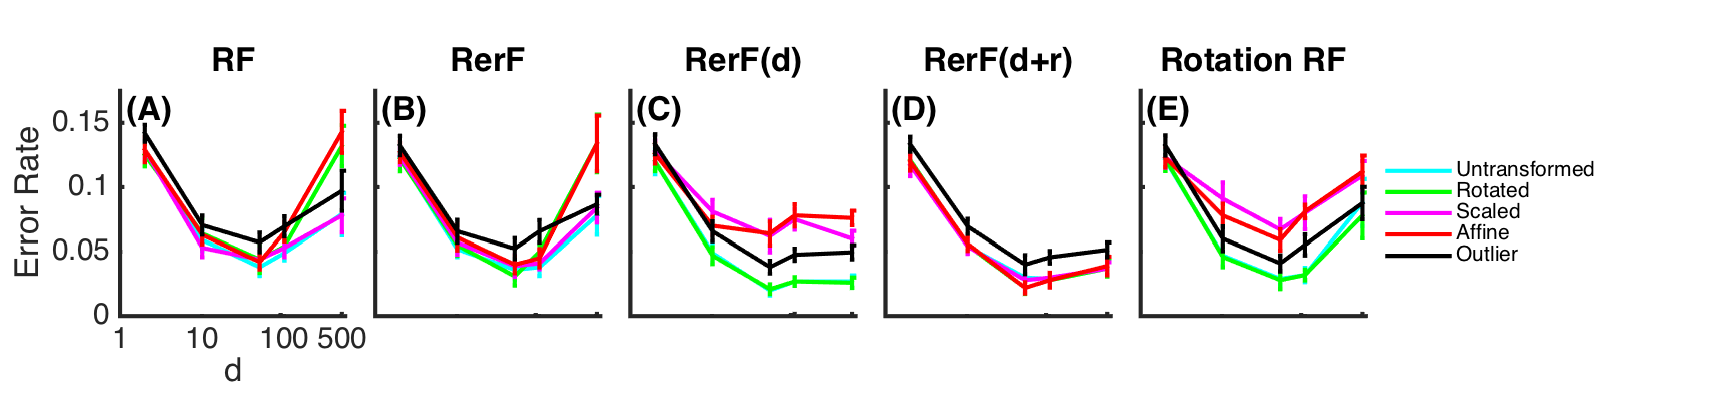 RF
RerF
RerF(d)
RerF(d+r)
Rotation RF
(A)
(B)
(C)
(D)
(E)
Error Rate
0.15
0.1
0.05
0
1 10 100 500
d
Untransformed
Rotated
Scaled
Affine
Outlier